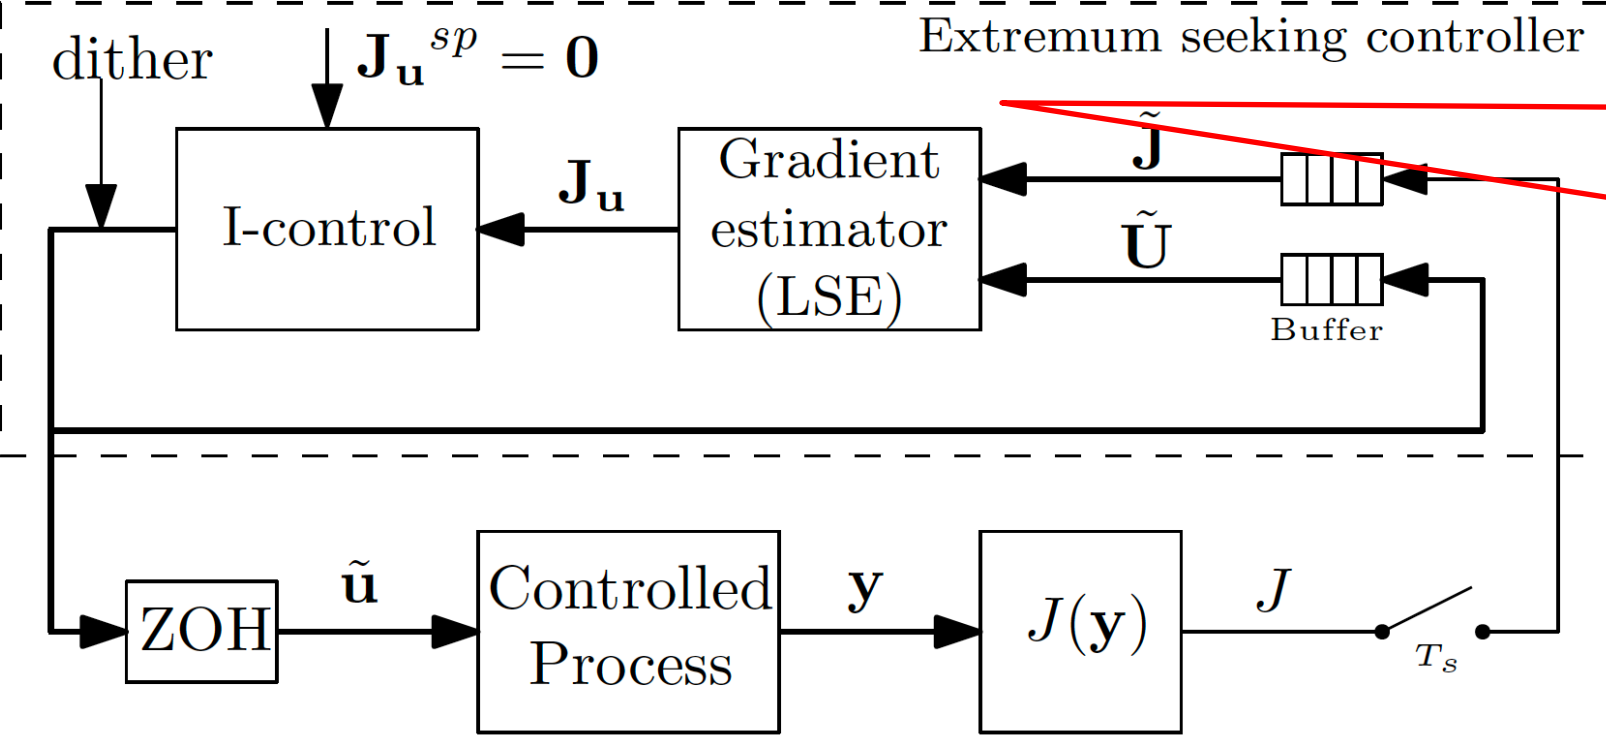 Extremum seeking controller
dither
J_u^{sp} = 0
I-control
J_u
Gradient
estimator
(LSE)
J̃
Ũ
Buffer
ZOH
ũ
Controlled
Process
y
J(y)
J
T_s